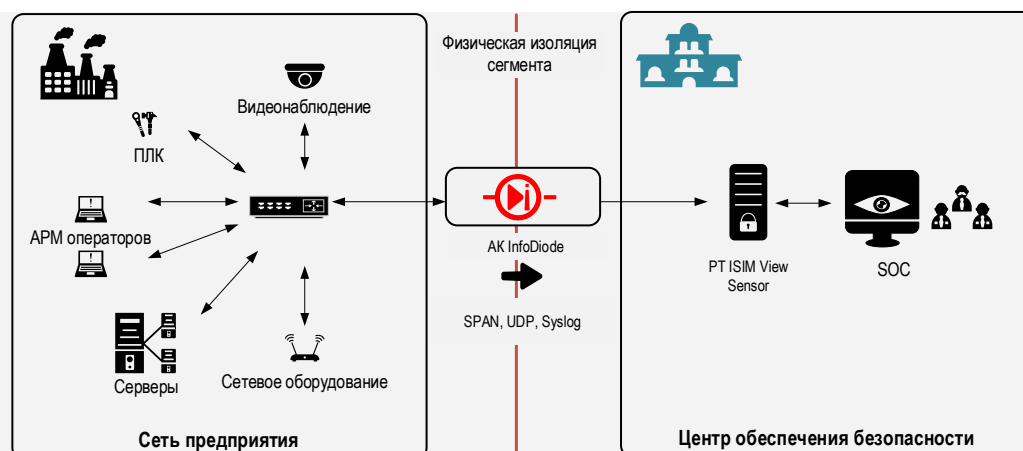 Физическая изоляция
сегмента
Видеонаблюдение
ПЛК
АРМ операторов
АК InfoDiode
PT ISIM View
Sensor
SOC
SPAN, UDP, Syslog
Серверы
Сетевое оборудование
Сеть предприятия
Центр обеспечения безопасности